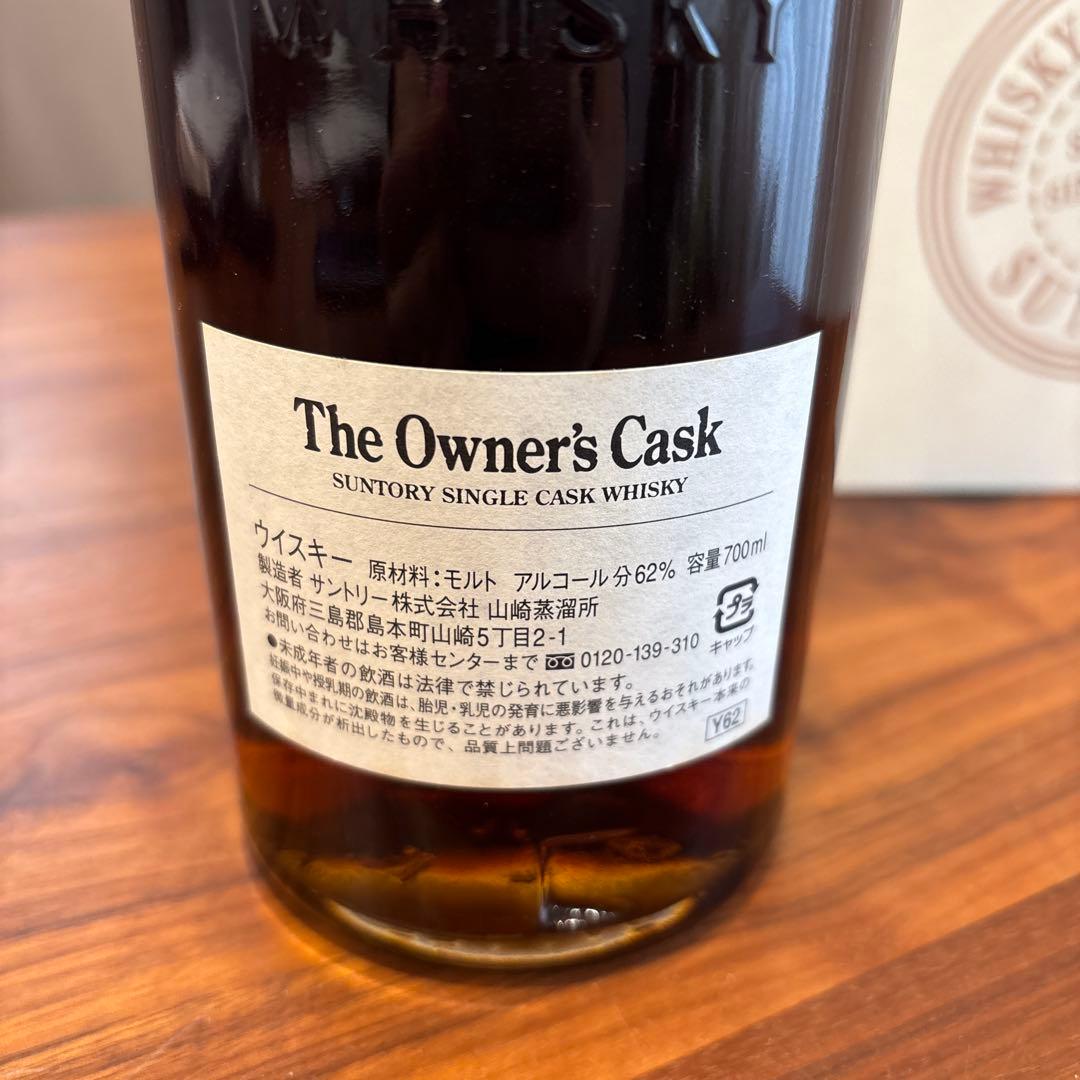 WHISKY
The Owner's Cask
SUNTORY SINGLE CASK WHISKY
ウイスキー 原材料:モルト アルコール分62% 容量700ml
製造者 サントリー株式会社 山崎蒸溜所
大阪府三島郡島本町山崎5丁目2-1
お問い合わせはお客様センターまで 0120-139-310
プラ
キャップ
●未成年者の飲酒は法律で禁じられています。
妊娠中や授乳期の飲酒は、胎児・乳児の発育に悪影響を与えるおそれがあります。
保存中まれに沈殿物を生じることがあります。これは、ウイスキー本来の
微量成分が析出したもので、品質上問題ございません。
Y62
WHISKY